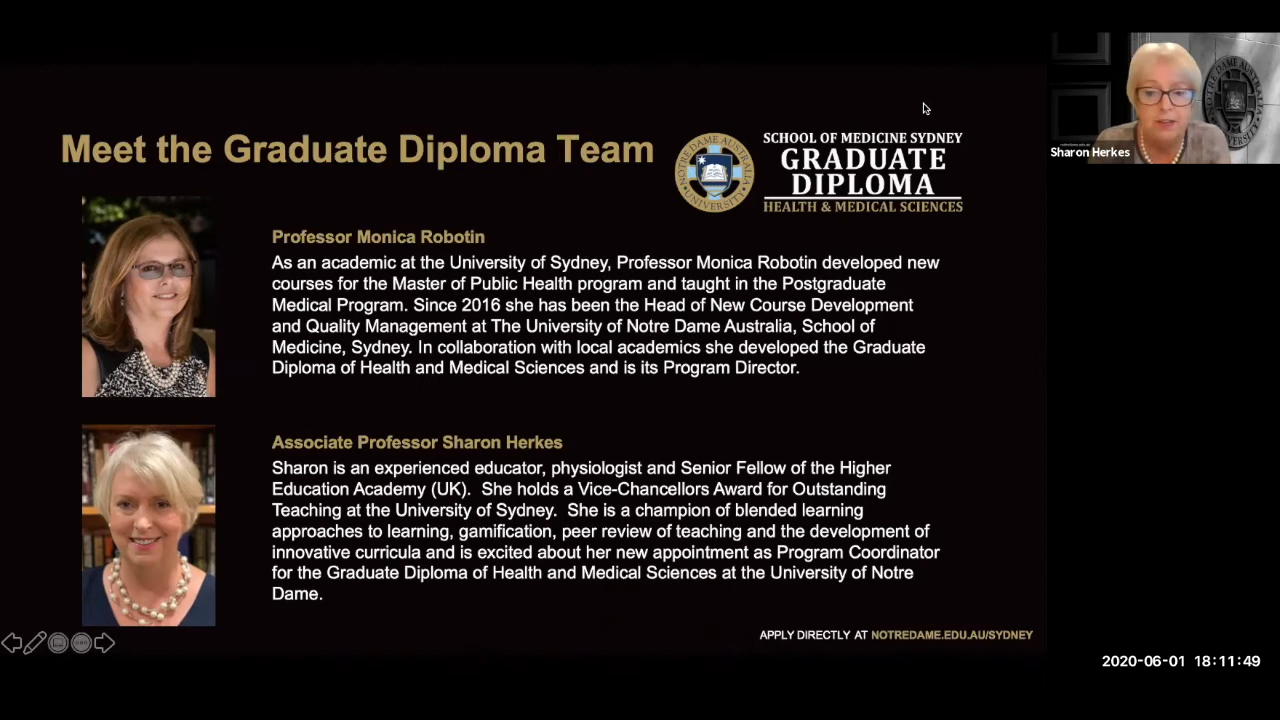 Meet the Graduate Diploma Team
NOTRE DAME AUSTRALIA
UNIVERSITY
SCHOOL OF MEDICINE SYDNEY
GRADUATE
DIPLOMA
HEALTH & MEDICAL SCIENCES
Sharon Herkes
Professor Monica Robotin
As an academic at the University of Sydney, Professor Monica Robotin developed new
courses for the Master of Public Health program and taught in the Postgraduate
Medical Program. Since 2016 she has been the Head of New Course Development
and Quality Management at The University of Notre Dame Australia, School of
Medicine, Sydney. In collaboration with local academics she developed the Graduate
Diploma of Health and Medical Sciences and is its Program Director.
Associate Professor Sharon Herkes
Sharon is an experienced educator, physiologist and Senior Fellow of the Higher
Education Academy (UK).  She holds a Vice-Chancellors Award for Outstanding
Teaching at the University of Sydney.  She is a champion of blended learning
approaches to learning, gamification, peer review of teaching and the development of
innovative curricula and is excited about her new appointment as Program Coordinator
for the Graduate Diploma of Health and Medical Sciences at the University of Notre
Dame.
APPLY DIRECTLY AT NOTREDAME.EDU.AU/SYDNEY
2020-06-01 18:11:49